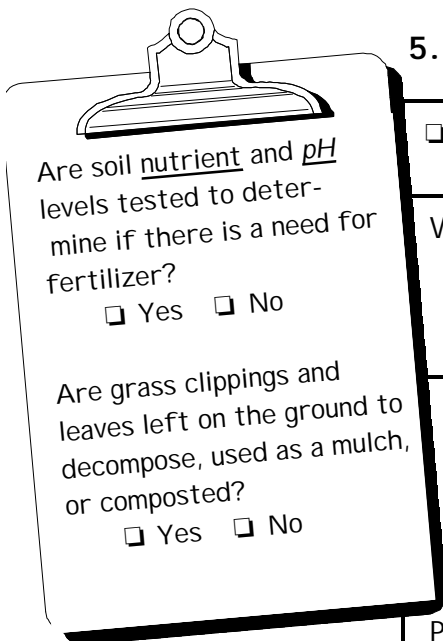 5.
Are soil nutrient and pH
levels tested to deter-
mine if there is a need for
fertilizer?
❏ Yes ❏ No
Are grass clippings and
leaves left on the ground to
decompose, used as a mulch,
or composted?
❏ Yes ❏ No